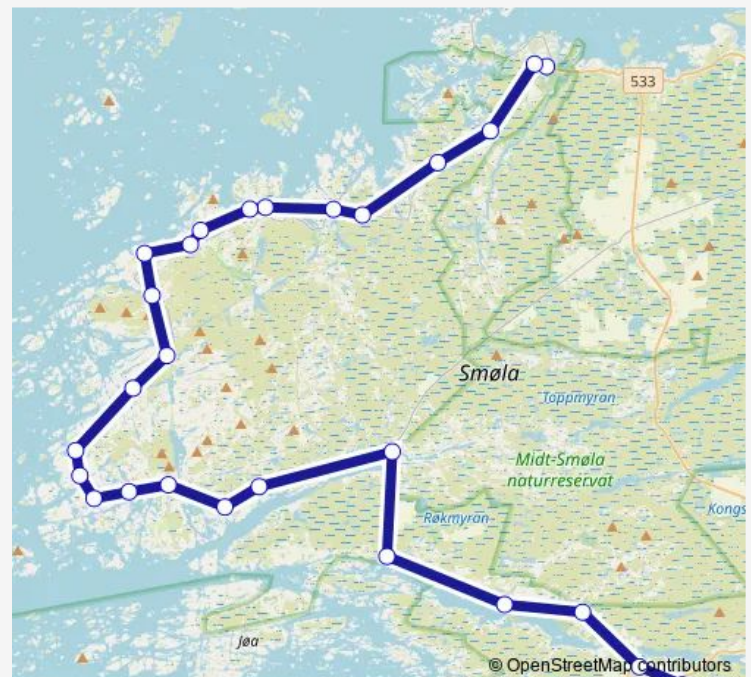 533
Smøla
Toppmyran
Midt-Smøla
naturreservat
Kongs
Røkmyran
Jøa
© OpenStreetMap contributors